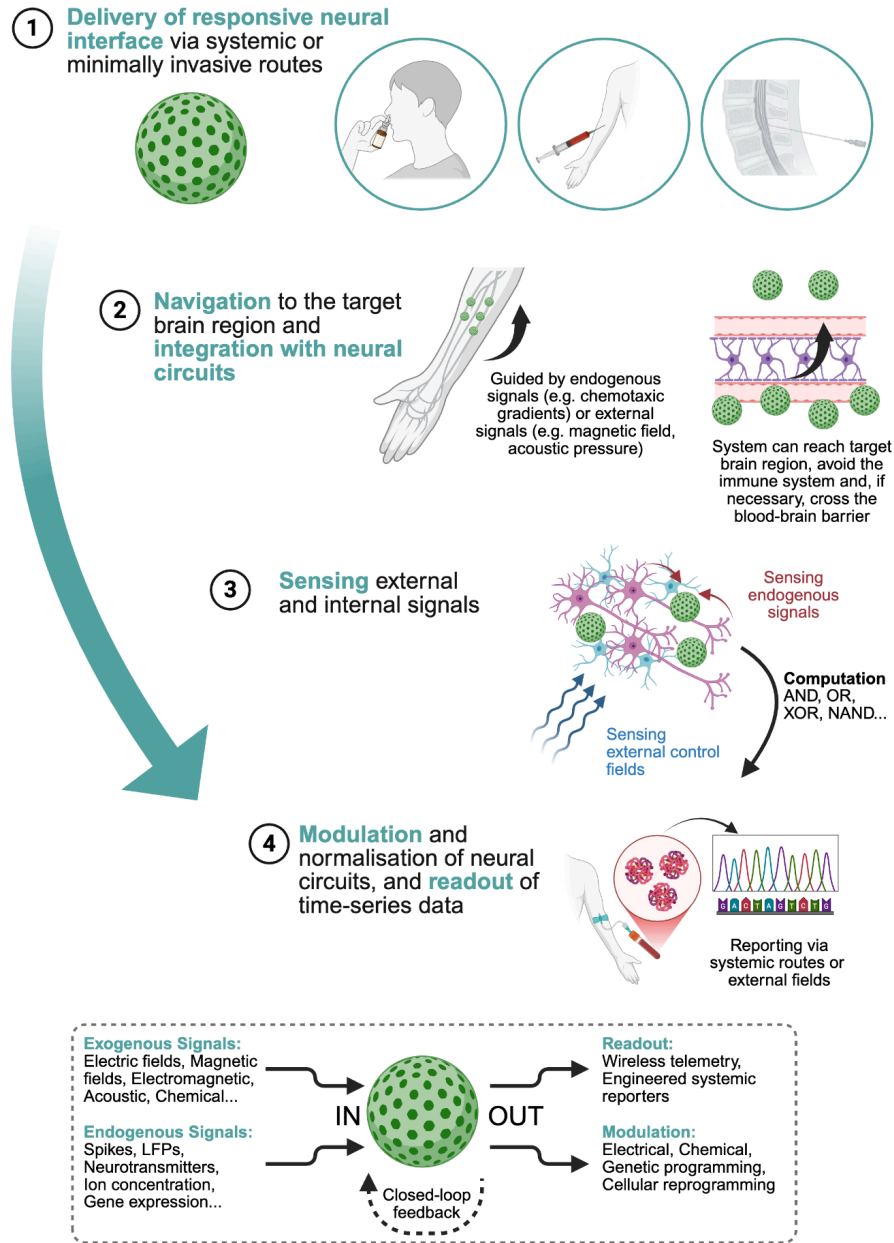 1
Delivery of responsive neural
interface via systemic or
minimally invasive routes
2
Navigation to the target
brain region and
integration with neural
circuits
Guided by endogenous
signals (e.g. chemotaxic
gradients) or external
signals (e.g. magnetic field,
acoustic pressure)
System can reach target
brain region, avoid the
immune system and, if
necessary, cross the
blood-brain barrier
3
Sensing external
and internal signals
Sensing
endogenous
signals
Computation
AND, OR,
XOR, NAND...
Sensing
external control
fields
4
Modulation and
normalisation of neural
circuits, and readout of
time-series data
G A C T A G T C T G
Reporting via
systemic routes or
external fields
Exogenous Signals:
Electric fields, Magnetic
fields, Electromagnetic,
Acoustic, Chemical...
Endogenous Signals:
Spikes, LFPs,
Neurotransmitters,
Ion concentration,
Gene expression...
IN
OUT
Closed-loop
feedback
Readout:
Wireless telemetry,
Engineered systemic
reporters
Modulation:
Electrical, Chemical,
Genetic programming,
Cellular reprogramming